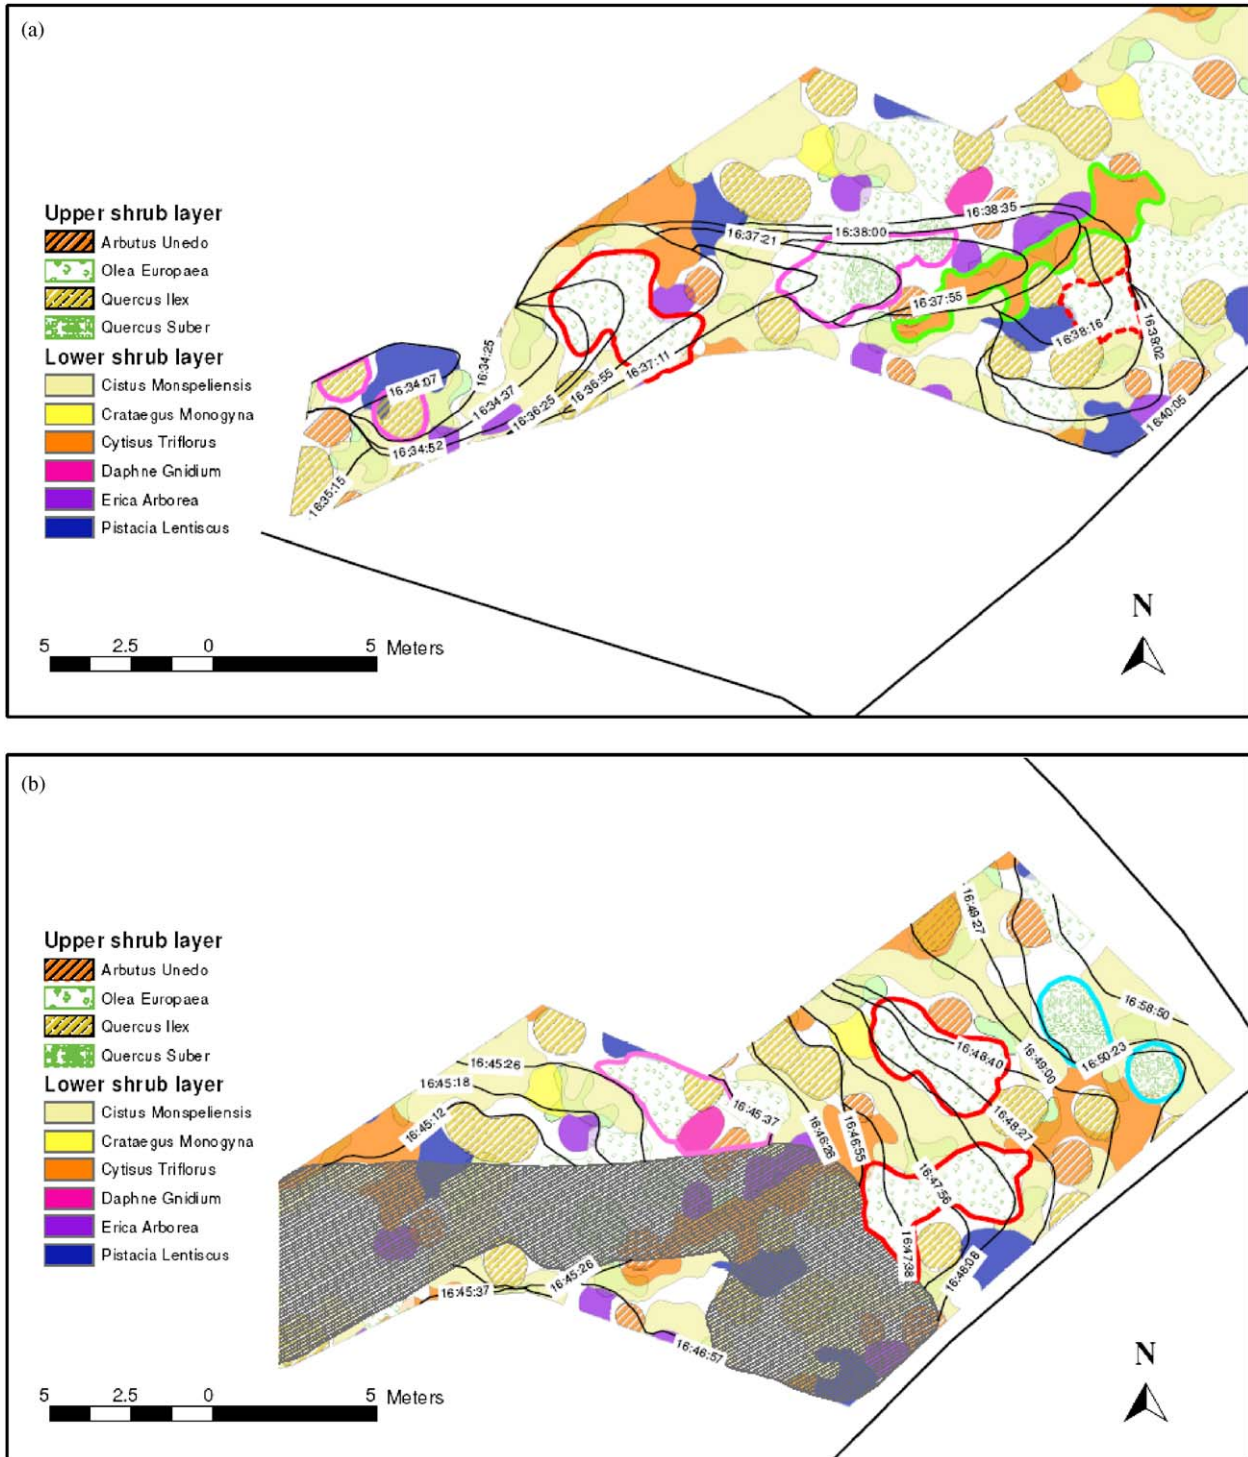 (a)
Upper shrub layer
Arbutus Unedo
Olea Europaea
Quercus Ilex
Quercus Suber
Lower shrub layer
Cistus Monspeliensis
Crataegus Monogyna
Cytisus Triflorus
Daphne Gnidium
Erica Arborea
Pistacia Lentiscus
16:34:07
16:34:25
16:34:37
16:34:52
16:35:15
16:36:25
16:36:55
16:37:11
16:37:21
16:38:00
16:38:35
16:37:55
16:38:16
16:39:02
16:40:05
5 2.5 0 5 Meters
N
(b)
Upper shrub layer
Arbutus Unedo
Olea Europaea
Quercus Ilex
Quercus Suber
Lower shrub layer
Cistus Monspeliensis
Crataegus Monogyna
Cytisus Triflorus
Daphne Gnidium
Erica Arborea
Pistacia Lentiscus
16:45:26
16:45:18
16:45:12
16:45:37
16:46:28
16:46:55
16:47:56
16:47:38
16:48:08
16:48:27
16:48:40
16:49:00
16:49:27
16:50:23
16:58:50
16:45:37
16:45:26
16:46:57
5 2.5 0 5 Meters
N